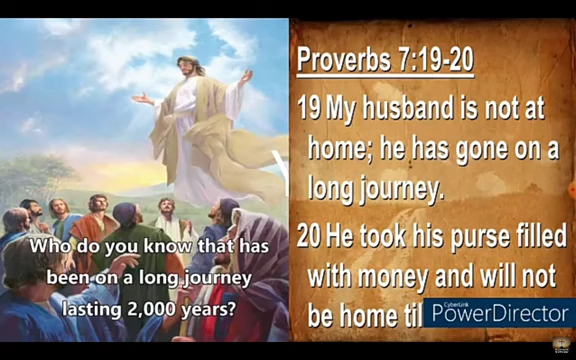 Who do you know that has
been on a long journey
lasting 2,000 years?
Proverbs 7:19-20
19 My husband is not at
home; he has gone on a
long journey.
20 He took his purse filled
with money and will not
be home til
CyberLink
PowerDirector